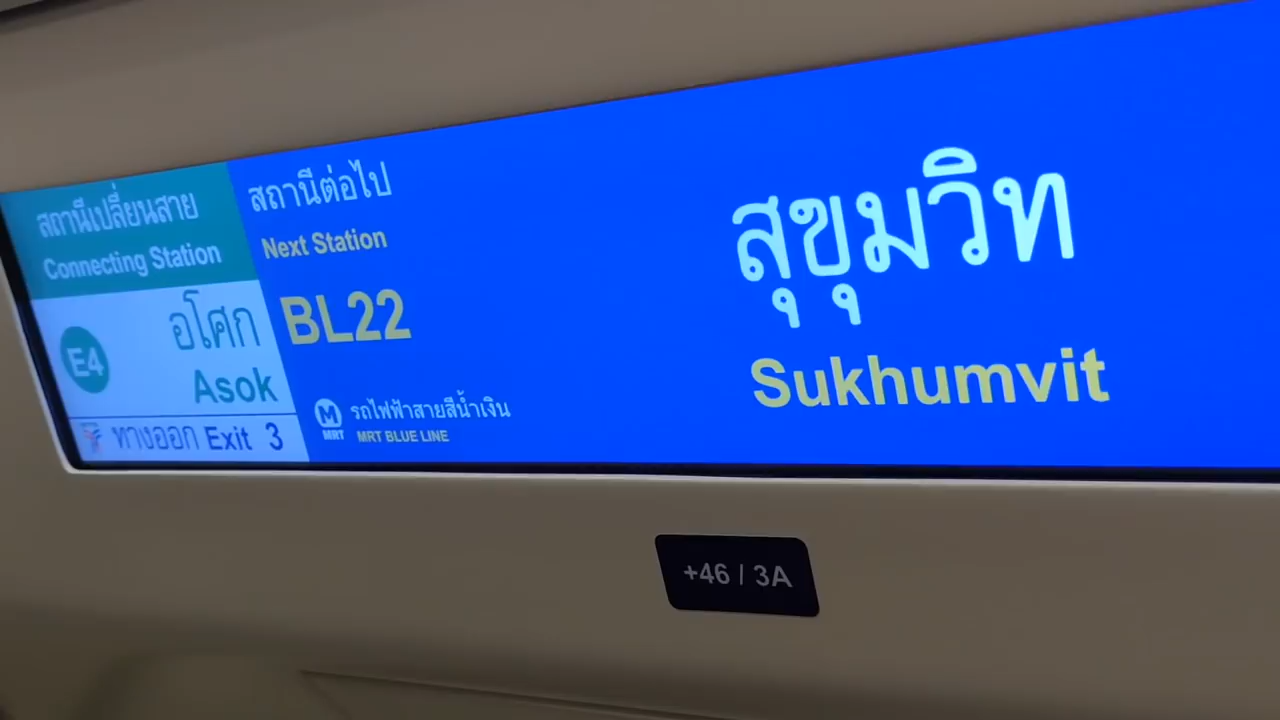 สถานีเปลี่ยนสาย
Connecting Station
E4
อโศก
Asok
ทางออก Exit 3
สถานีต่อไป
Next Station
BL22
M
MRT
รถไฟฟ้าสายสีน้ำเงิน
MRT BLUE LINE
สุขุมวิท
Sukhumvit
+46 / 3A